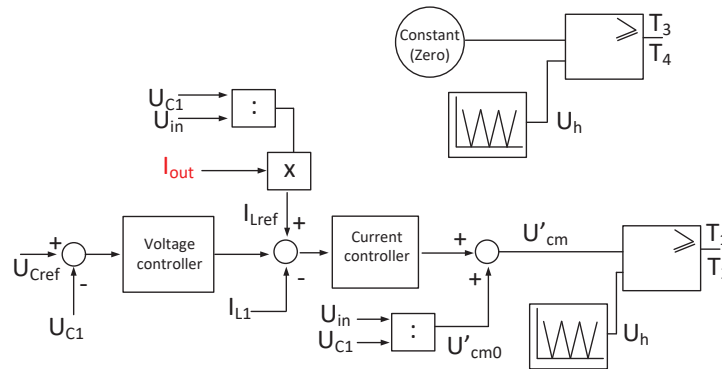 Constant
(Zero)
≥
T3
T4
Uh
UC1
Uin
:
Iout
x
ILref
+
UCref
+
-
UC1
Voltage
controller
+
-
IL1
Current
controller
+
+
U'cm
Uin
UC1
:
U'cm0
≥
Uh